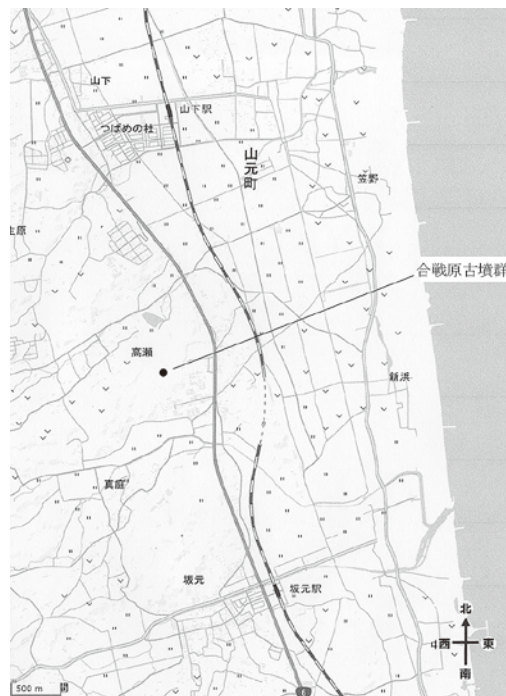 山下
山下駅
つばめの杜
山元町
笠野
合戦原古墳群
高瀬
新浜
真庭
坂元
坂元駅
北
西
東
南
500 m
6